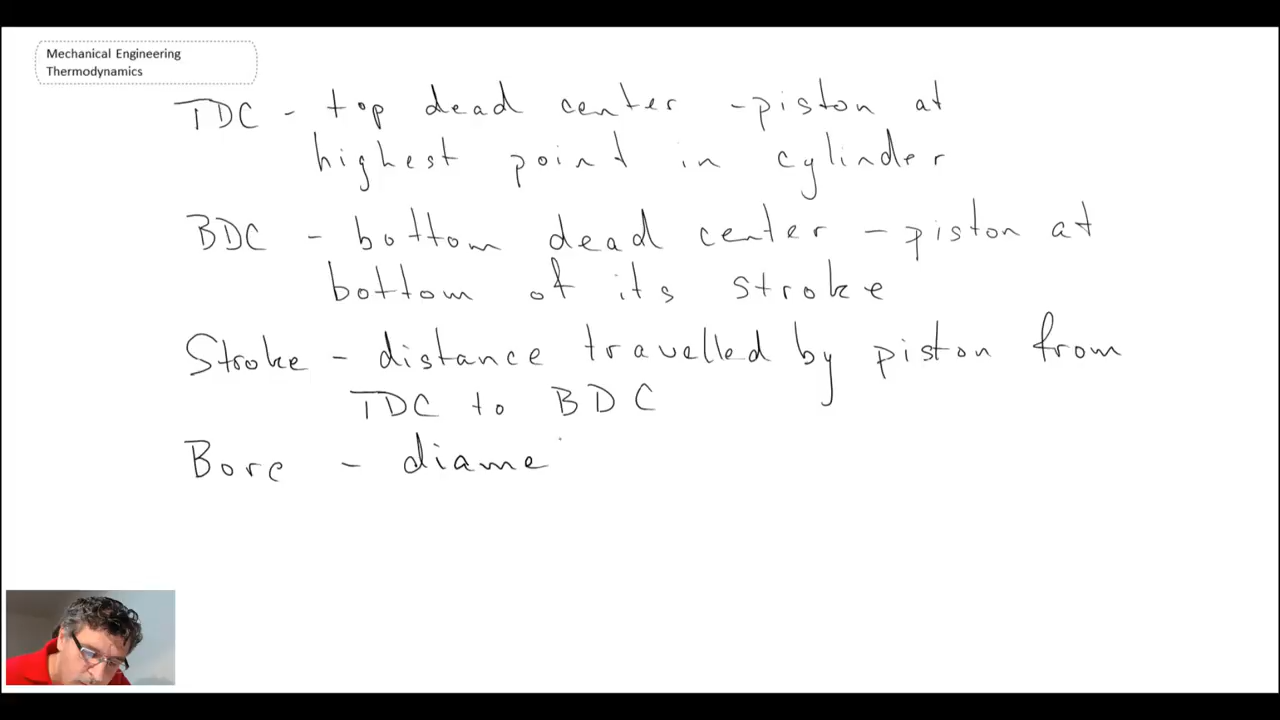 Mechanical Engineering
Thermodynamics
TDC - top dead center - piston at
highest point in cylinder
BDC - bottom dead center - piston at
bottom of its stroke
Stroke - distance travelled by piston from
TDC to BDC
Bore - diame